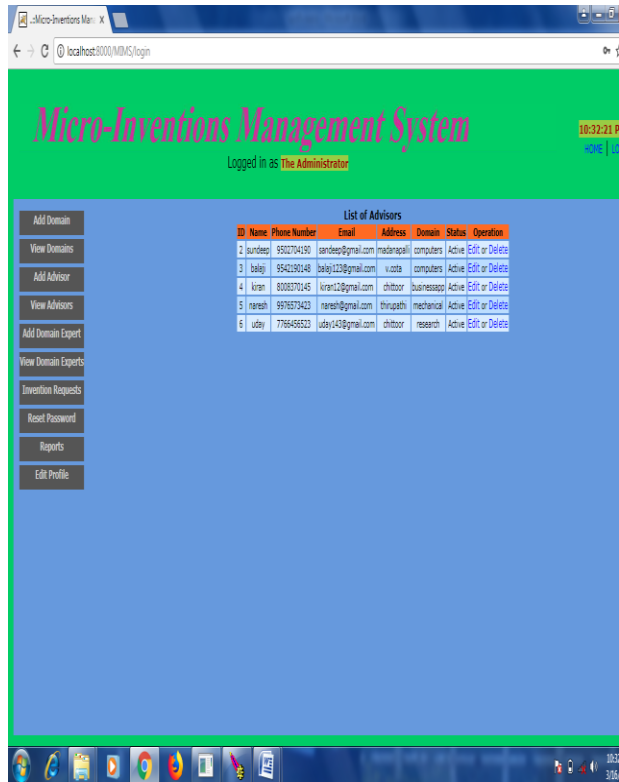 ..:Micro-Inventions Man: X
localhost:8000/MIMS/login
Micro-Inventions Management System
10:32:21 P
Logged in as The Administrator
HOME | LO
Add Domain
View Domains
Add Advisor
View Advisors
Add Domain Expert
View Domain Experts
Invention Requests
Reset Password
Reports
Edit Profile
List of Advisors
ID Name Phone Number Email Address Domain Status Operation
2 sundeep 9502704190 sandeep@gmail.com madanapalli computers Active Edit or Delete
3 balaji 9542190148 balaji123@gmail.com v.cota computers Active Edit or Delete
4 kiran 8008370145 kiran12@gmail.com chittoor businessapp Active Edit or Delete
5 naresh 9976573423 naresh@gmail.com thirupathi mechanical Active Edit or Delete
6 uday 7766456523 uday143@gmail.com chittoor research Active Edit or Delete
10:32
3/16/